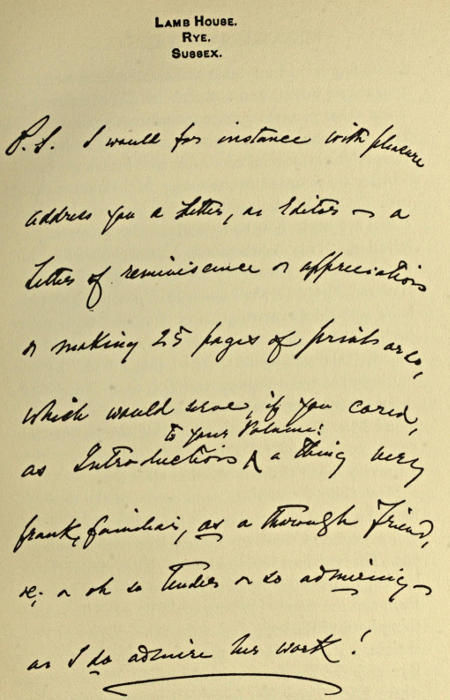 LAMB HOUSE.
RYE.
SUSSEX.
P.S. I would for instance with pleasure
address you a Letter, as Editor — a
Letter of reminiscence & appreciation
& making 25 pages of print or so,
which would serve, if you cared,
to your Volume:
as Introduction ʌ a thing very
frank, familiar, as a thorough friend,
&c; & oh so tender & so admiring —
as I do admire her work!